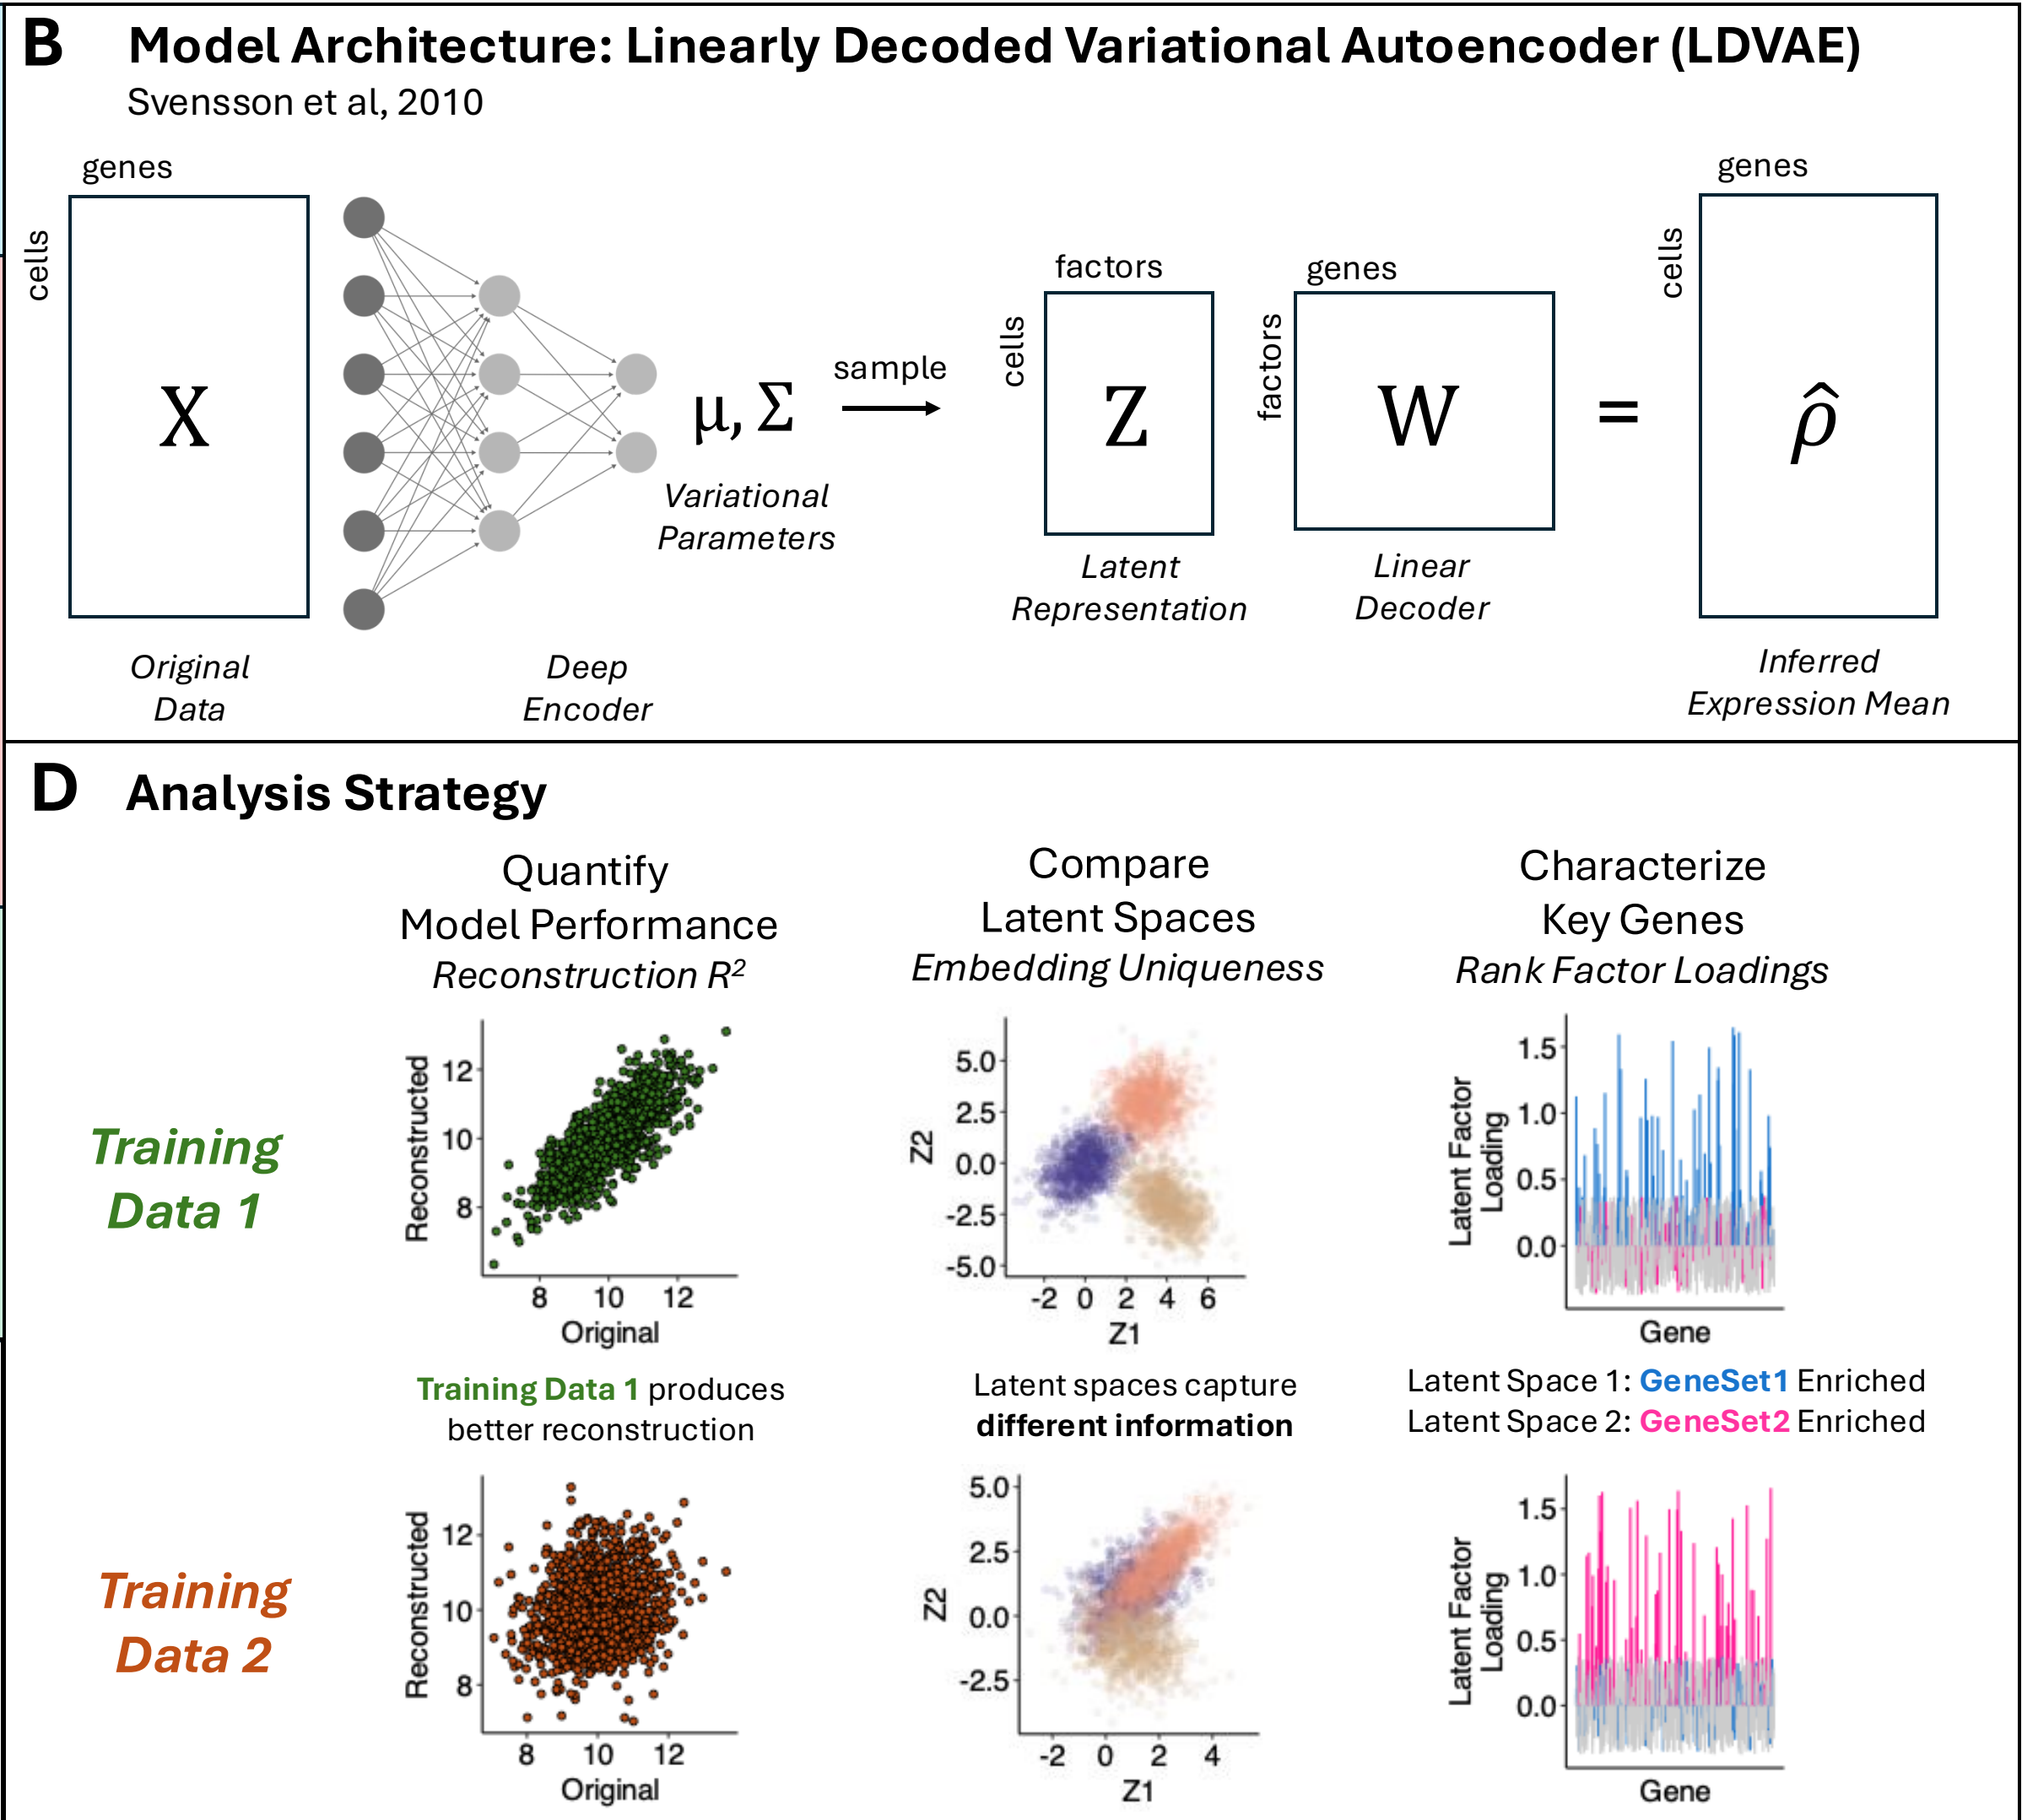 B Model Architecture: Linearly Decoded Variational Autoencoder (LDVAE)
Svensson et al, 2010
genes
cells
X
Original
Data
Deep
Encoder
μ, Σ
Variational
Parameters
sample
factors
cells
Z
Latent
Representation
genes
factors
W
Linear
Decoder
=
genes
cells
ρ̂
Inferred
Expression Mean
D Analysis Strategy
Quantify
Model Performance
Reconstruction R²
Compare
Latent Spaces
Embedding Uniqueness
Characterize
Key Genes
Rank Factor Loadings
Training
Data 1
Reconstructed
12
10
8
8 10 12
Original
Z2
5.0
2.5
0.0
-2.5
-5.0
-2 0 2 4 6
Z1
Latent Factor
Loading
1.5
1.0
0.5
0.0
Gene
Training Data 1 produces
better reconstruction
Latent spaces capture
different information
Latent Space 1: GeneSet1 Enriched
Latent Space 2: GeneSet2 Enriched
Training
Data 2
Reconstructed
12
10
8
8 10 12
Original
Z2
5.0
2.5
0.0
-2.5
-2 0 2 4
Z1
Latent Factor
Loading
1.5
1.0
0.5
0.0
Gene